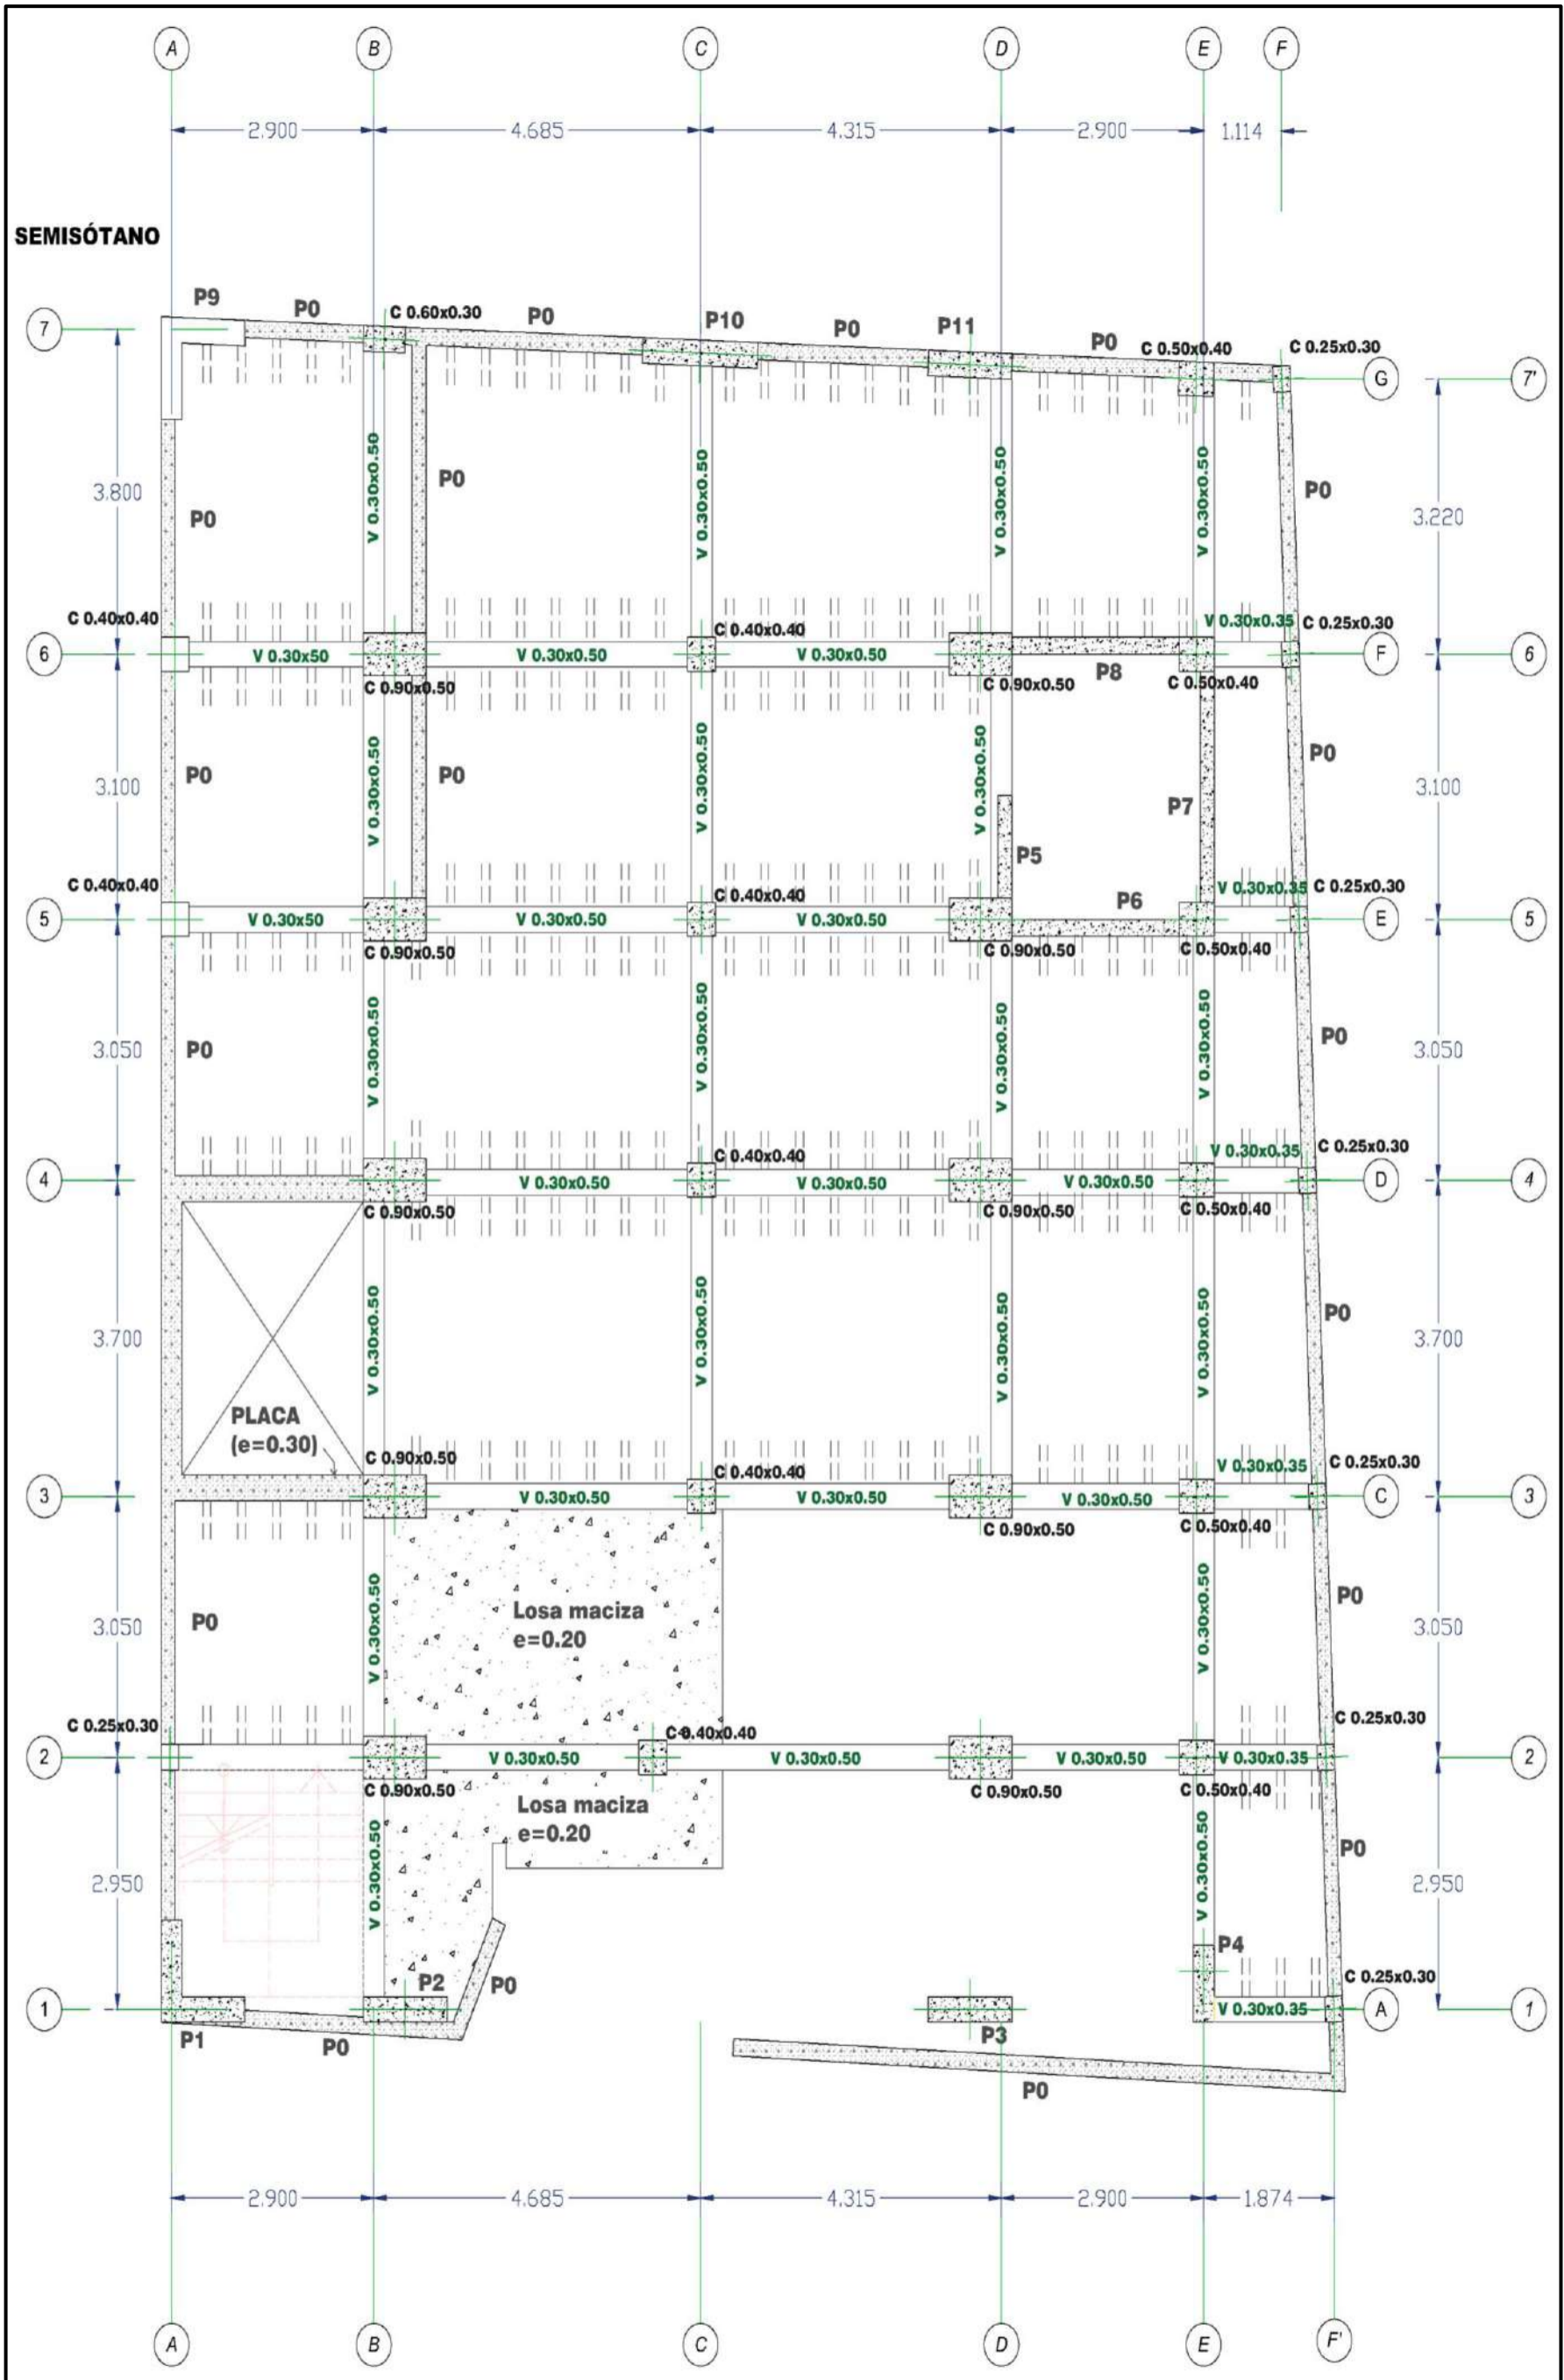 A B C D E F
2.900 4.685 4.315 2.900 1.114
SEMISÓTANO
P9 P0 C 0.60x0.30 P0 P10 P0 P11 P0 C 0.50x0.40 C 0.25x0.30
7 G 7'
V 0.30x0.50 V 0.30x0.50 V 0.30x0.50 V 0.30x0.50
3.800 P0 P0 P0 3.220
C 0.40x0.40 C 0.40x0.40 V 0.30x0.35 C 0.25x0.30
6 V 0.30x50 V 0.30x0.50 V 0.30x0.50 F 6
C 0.90x0.50 C 0.90x0.50 P8 C 0.50x0.40
V 0.30x0.50 V 0.30x0.50 V 0.30x0.50
3.100 P0 P0 P7 P0 3.100
P5
C 0.40x0.40 C 0.40x0.40 P6 V 0.30x0.35 C 0.25x0.30
5 V 0.30x50 V 0.30x0.50 V 0.30x0.50 E 5
C 0.90x0.50 C 0.90x0.50 C 0.50x0.40
V 0.30x0.50 V 0.30x0.50 V 0.30x0.50 V 0.30x0.50
3.050 P0 P0 3.050
C 0.40x0.40 V 0.30x0.35 C 0.25x0.30
4 V 0.30x0.50 V 0.30x0.50 V 0.30x0.50 D 4
C 0.90x0.50 C 0.90x0.50 C 0.50x0.40
V 0.30x0.50 V 0.30x0.50 V 0.30x0.50 V 0.30x0.50
3.700 P0 3.700
PLACA
(e=0.30)
C 0.90x0.50 C 0.40x0.40 V 0.30x0.35 C 0.25x0.30
3 V 0.30x0.50 V 0.30x0.50 V 0.30x0.50 C 3
C 0.90x0.50 C 0.50x0.40
V 0.30x0.50 V 0.30x0.50
Losa maciza
e=0.20
3.050 P0 P0 3.050
C 0.25x0.30 C 0.40x0.40 C 0.25x0.30
2 V 0.30x0.50 V 0.30x0.50 V 0.30x0.50 V 0.30x0.35 2
C 0.90x0.50 C 0.90x0.50 C 0.50x0.40
Losa maciza
e=0.20
V 0.30x0.50 V 0.30x0.50
2.950 P0 2.950
P4
P2 P0 C 0.25x0.30
1 V 0.30x0.35 A 1
P1 P0 P3
P0
2.900 4.685 4.315 2.900 1.874
A B C D E F'